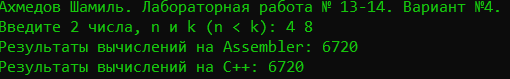 Ахмедов Шамиль. Лабораторная работа № 13-14. Вариант №4.
Введите 2 числа, n и k (n < k): 4 8
Результаты вычислений на Assembler: 6720
Результаты вычислений на C++: 6720